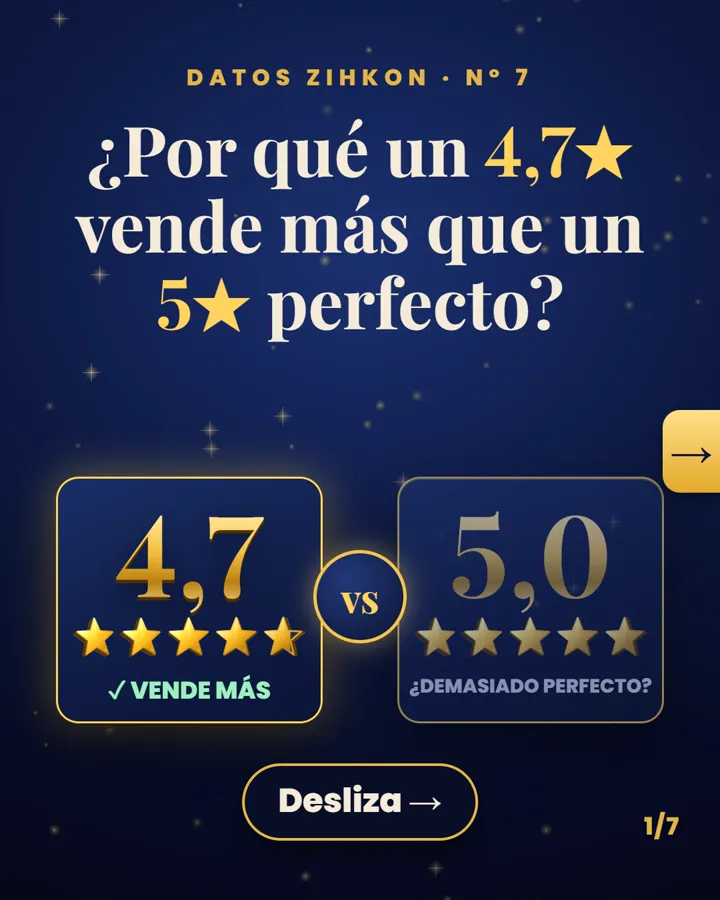 DATOS ZIHKON · Nº 7
¿Por qué un 4,7★
vende más que un
5★ perfecto?
→
4,7
vs
5,0
✓ VENDE MÁS
¿DEMASIADO PERFECTO?
Desliza →
1/7